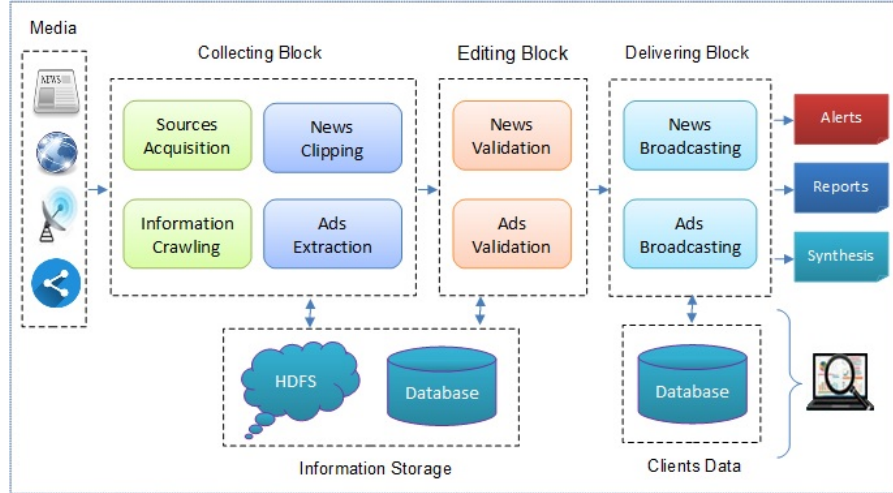 Media
Collecting Block
Editing Block
Delivering Block
NEWS
Sources
Acquisition
News
Clipping
News
Validation
News
Broadcasting
Alerts
Reports
Information
Crawling
Ads
Extraction
Ads
Validation
Ads
Broadcasting
Synthesis
HDFS
Database
Database
Information Storage
Clients Data